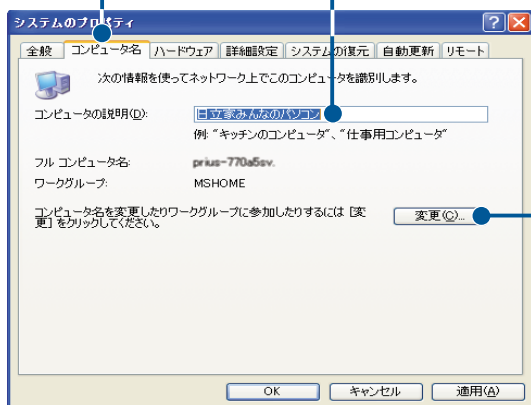 システムのプロパティ
全般 コンピュータ名 ハードウェア 詳細設定 システムの復元 自動更新 リモート
次の情報を使ってネットワーク上でこのコンピュータを識別します。
コンピュータの説明(D): 日立家みんなのパソコン
例: "キッチンのコンピュータ"、"仕事用コンピュータ"
フル コンピュータ名: prius-770a5sv.
ワークグループ: MSHOME
コンピュータ名を変更したりワークグループに参加したりするには [変
更] をクリックしてください。 変更(C)...
OK キャンセル 適用(A)